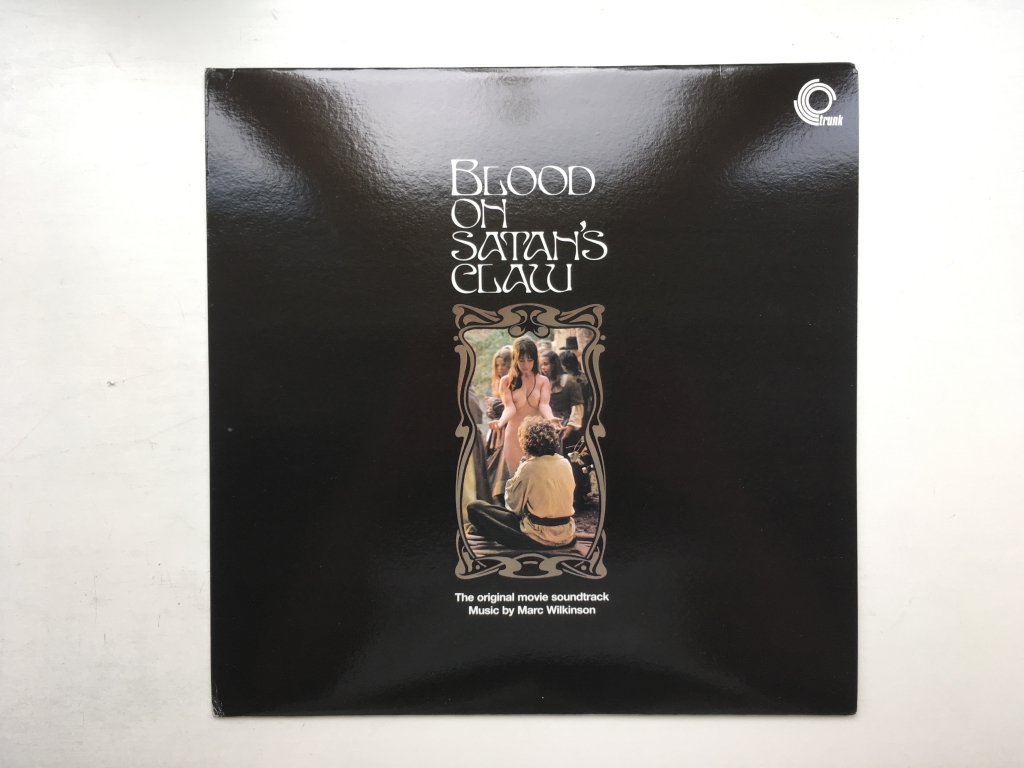 trunk
BLOOD
ON
SATAN'S
CLAW
The original movie soundtrack
Music by Marc Wilkinson